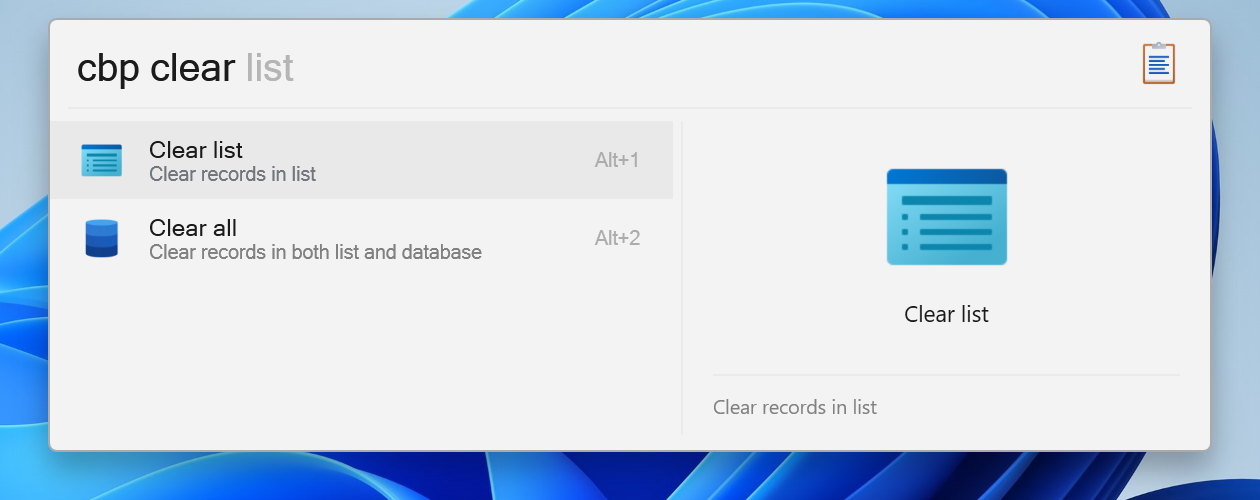 cbp clear list
Clear list
Clear records in list
Alt+1
Clear all
Clear records in both list and database
Alt+2
Clear list
Clear records in list